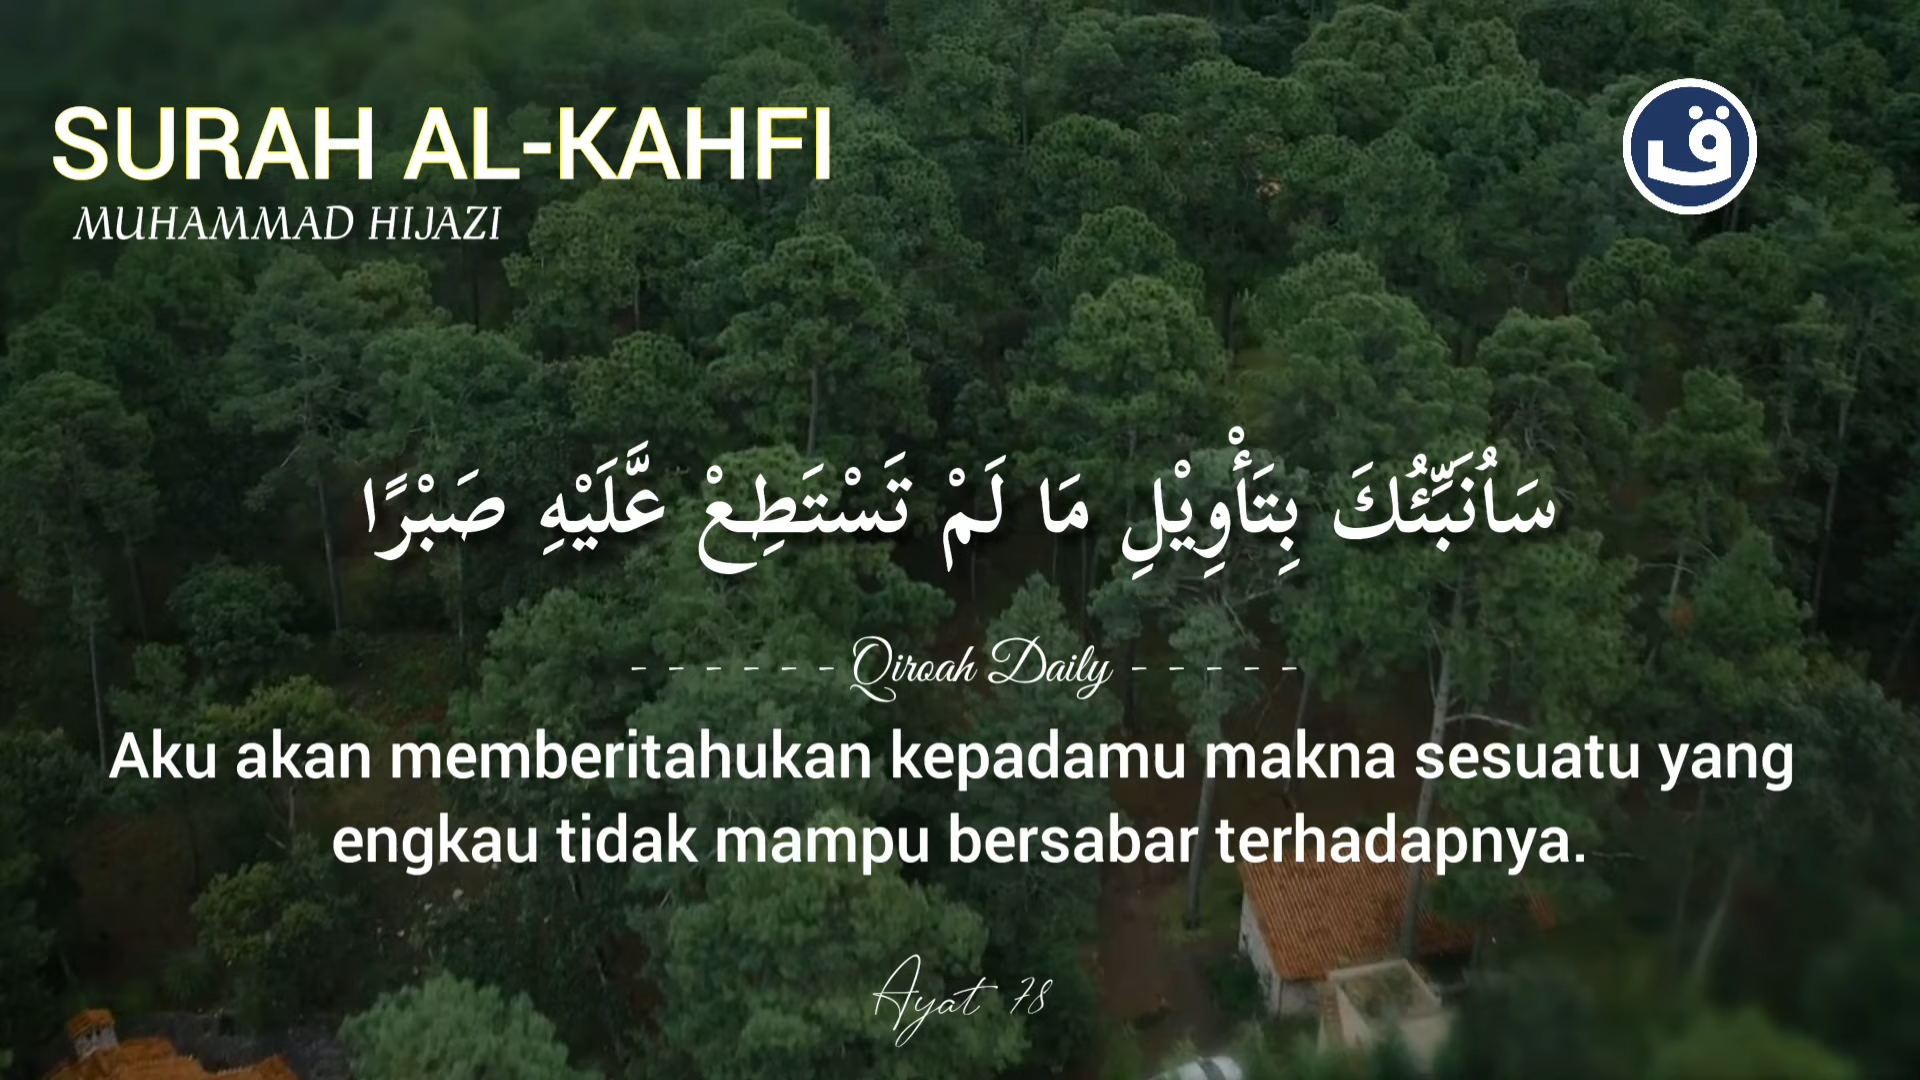 SURAH AL-KAHFI
MUHAMMAD HIJAZI
ق
سَاُنَبِّئُكَ بِتَأْوِيْلِ مَا لَمْ تَسْتَطِعْ عَّلَيْهِ صَبْرًا
- - - - - - Qiroah Daily - - - - -
Aku akan memberitahukan kepadamu makna sesuatu yang
engkau tidak mampu bersabar terhadapnya.
Ayat 78